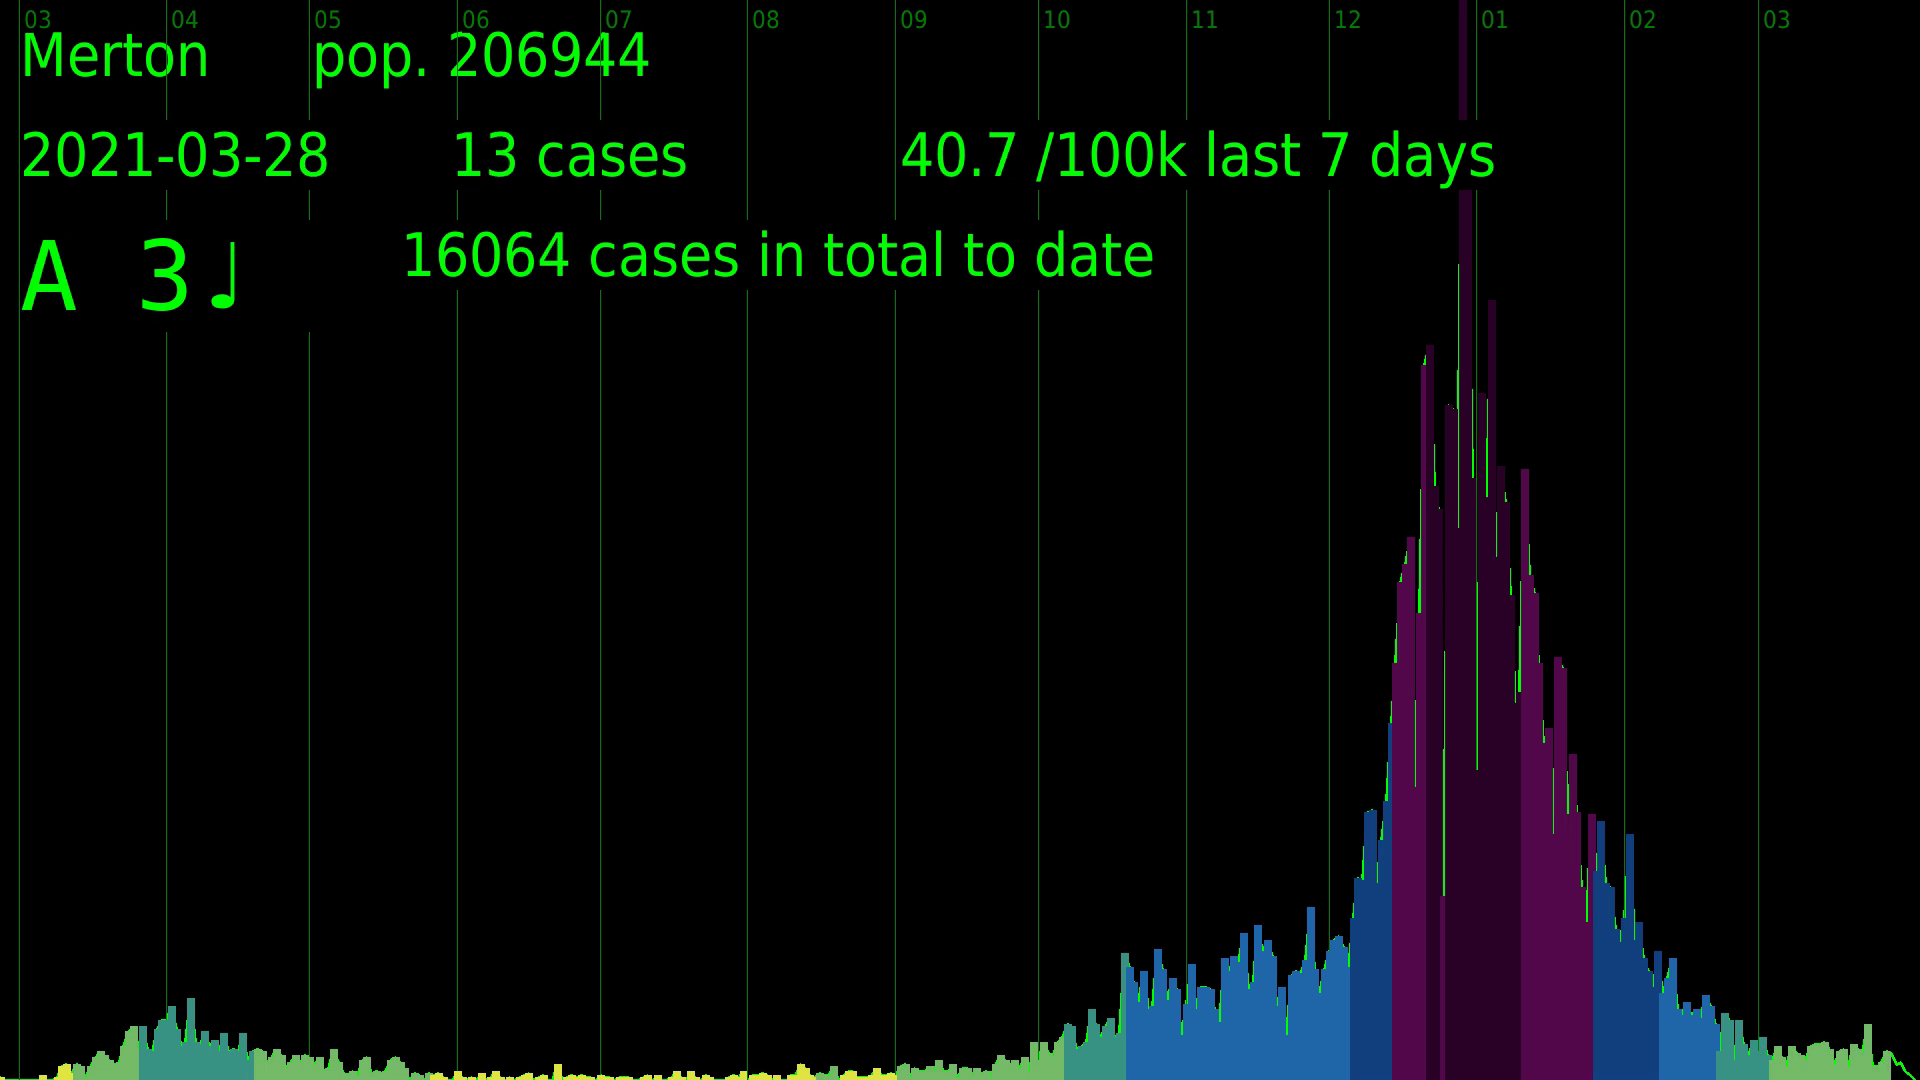 03 04 05 06 07 08 09 10 11 12 01 02 03
Merton pop. 206944
2021-03-28 13 cases 40.7 /100k last 7 days
A 3♩ 16064 cases in total to date